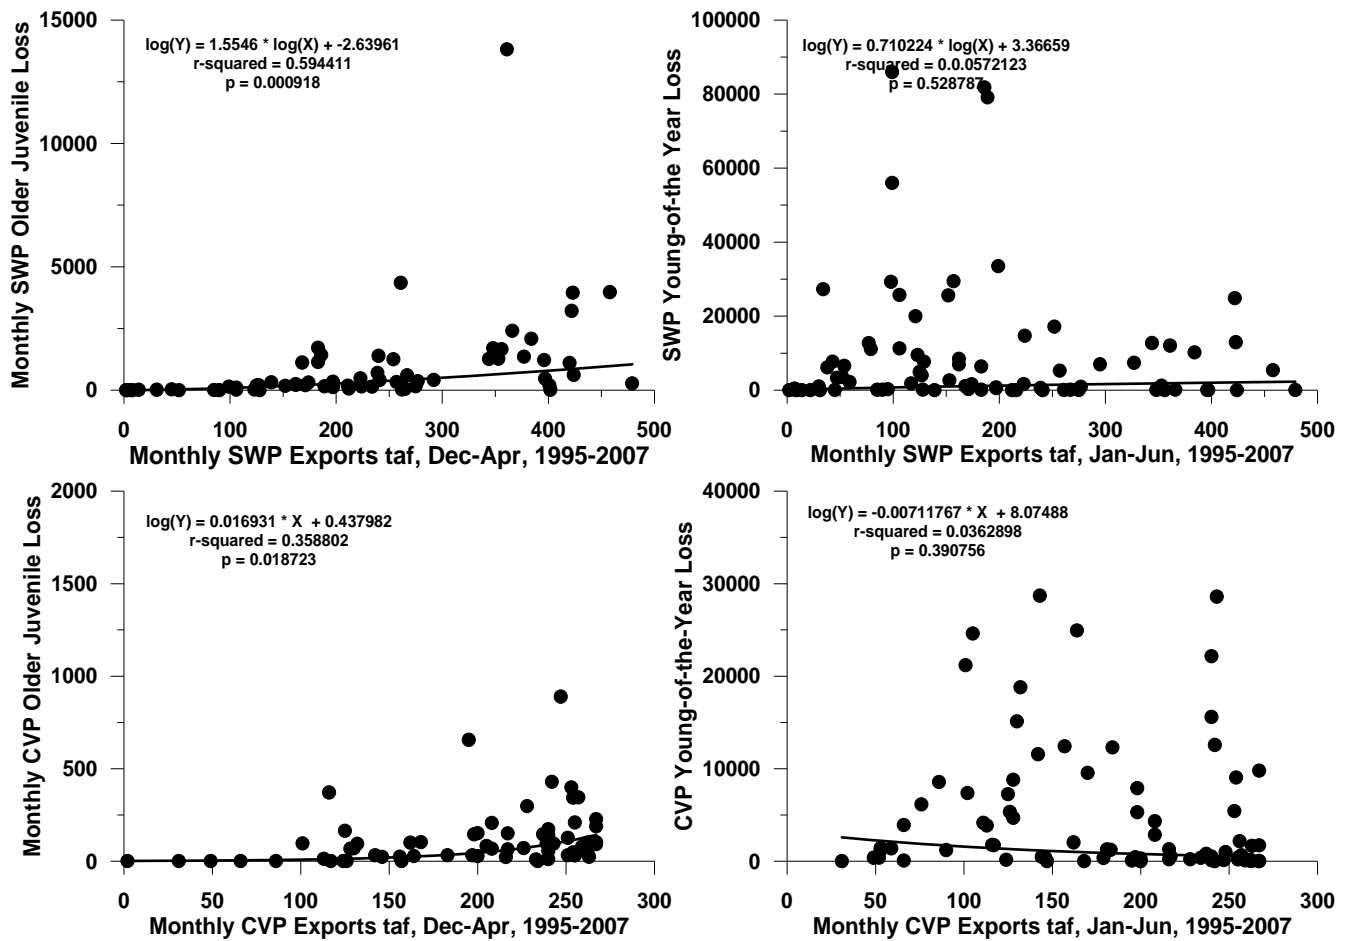 15000
10000
5000
0
Monthly SWP Older Juvenile Loss
log(Y) = 1.5546 * log(X) + -2.63961
r-squared = 0.594411
p = 0.000918
0 100 200 300 400 500
Monthly SWP Exports taf, Dec-Apr, 1995-2007
100000
80000
60000
40000
20000
0
SWP Young-of-the Year Loss
log(Y) = 0.710224 * log(X) + 3.36659
r-squared = 0.0.0572123
p = 0.528787
0 100 200 300 400 500
Monthly SWP Exports taf, Jan-Jun, 1995-2007
2000
1500
1000
500
0
Monthly CVP Older Juvenile Loss
log(Y) = 0.016931 * X + 0.437982
r-squared = 0.358802
p = 0.018723
0 50 100 150 200 250 300
Monthly CVP Exports taf, Dec-Apr, 1995-2007
40000
30000
20000
10000
0
CVP Young-of-the-Year Loss
log(Y) = -0.00711767 * X + 8.07488
r-squared = 0.0362898
p = 0.390756
0 50 100 150 200 250 300
Monthly CVP Exports taf, Jan-Jun, 1995-2007